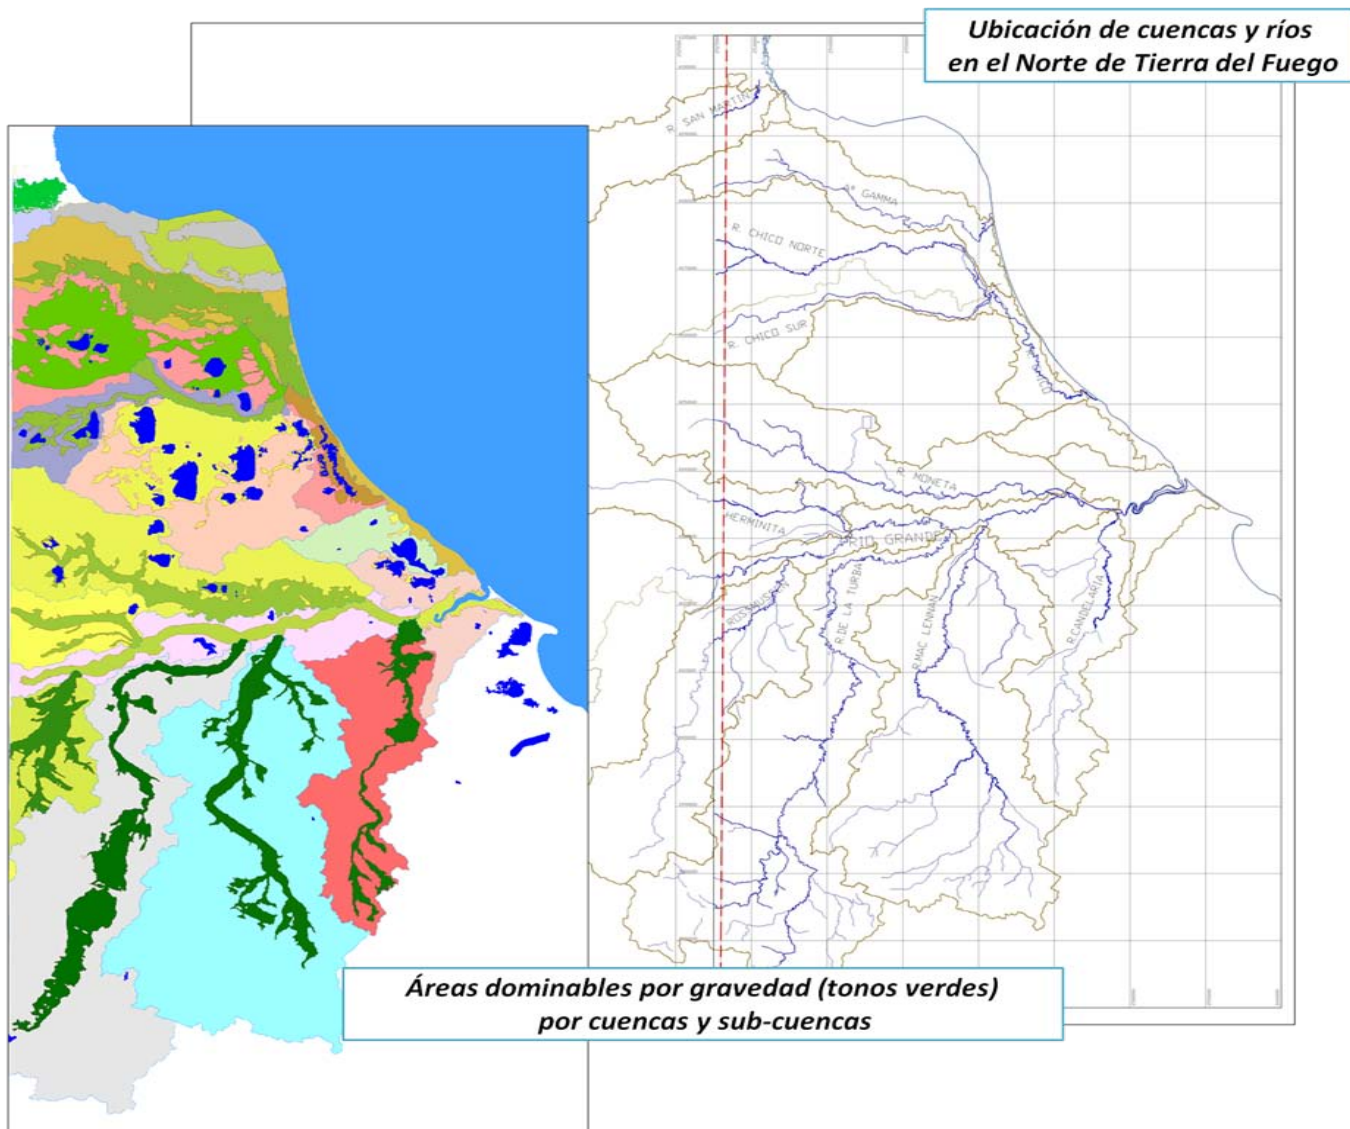 Ubicación de cuencas y ríos
en el Norte de Tierra del Fuego
R. SAN MARTIN
Aº GAMMA
R. CHICO NORTE
R. CHICO SUR
R. CHICO
R. MONETA
HERMINITA
RIO GRANDE
R.DE LA TURBA
R.MAC LENNAN
R.CANDELARIA
Áreas dominables por gravedad (tonos verdes)
por cuencas y sub-cuencas